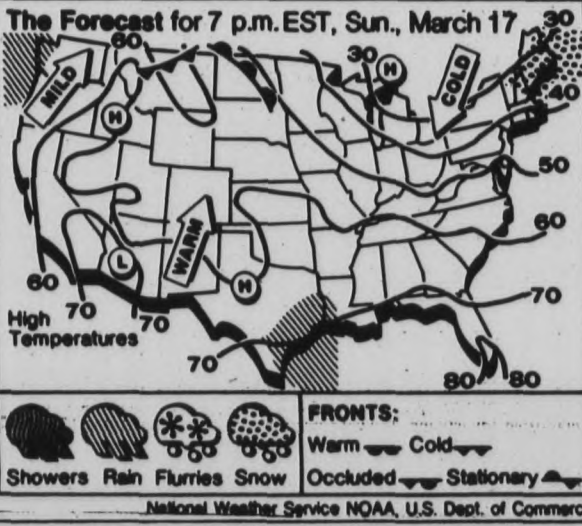 The Forecast for 7 p.m. EST, Sun., March 17
30
60
30
H
COLD
MILD
40
H
50
60
WARM
L
H
60
70
70
70
High
Temperatures
70
80
80
FRONTS:
Warm Cold
Showers Rain Flurries Snow
Occluded Stationary
National Weather Service NOAA, U.S. Dept. of Commerc